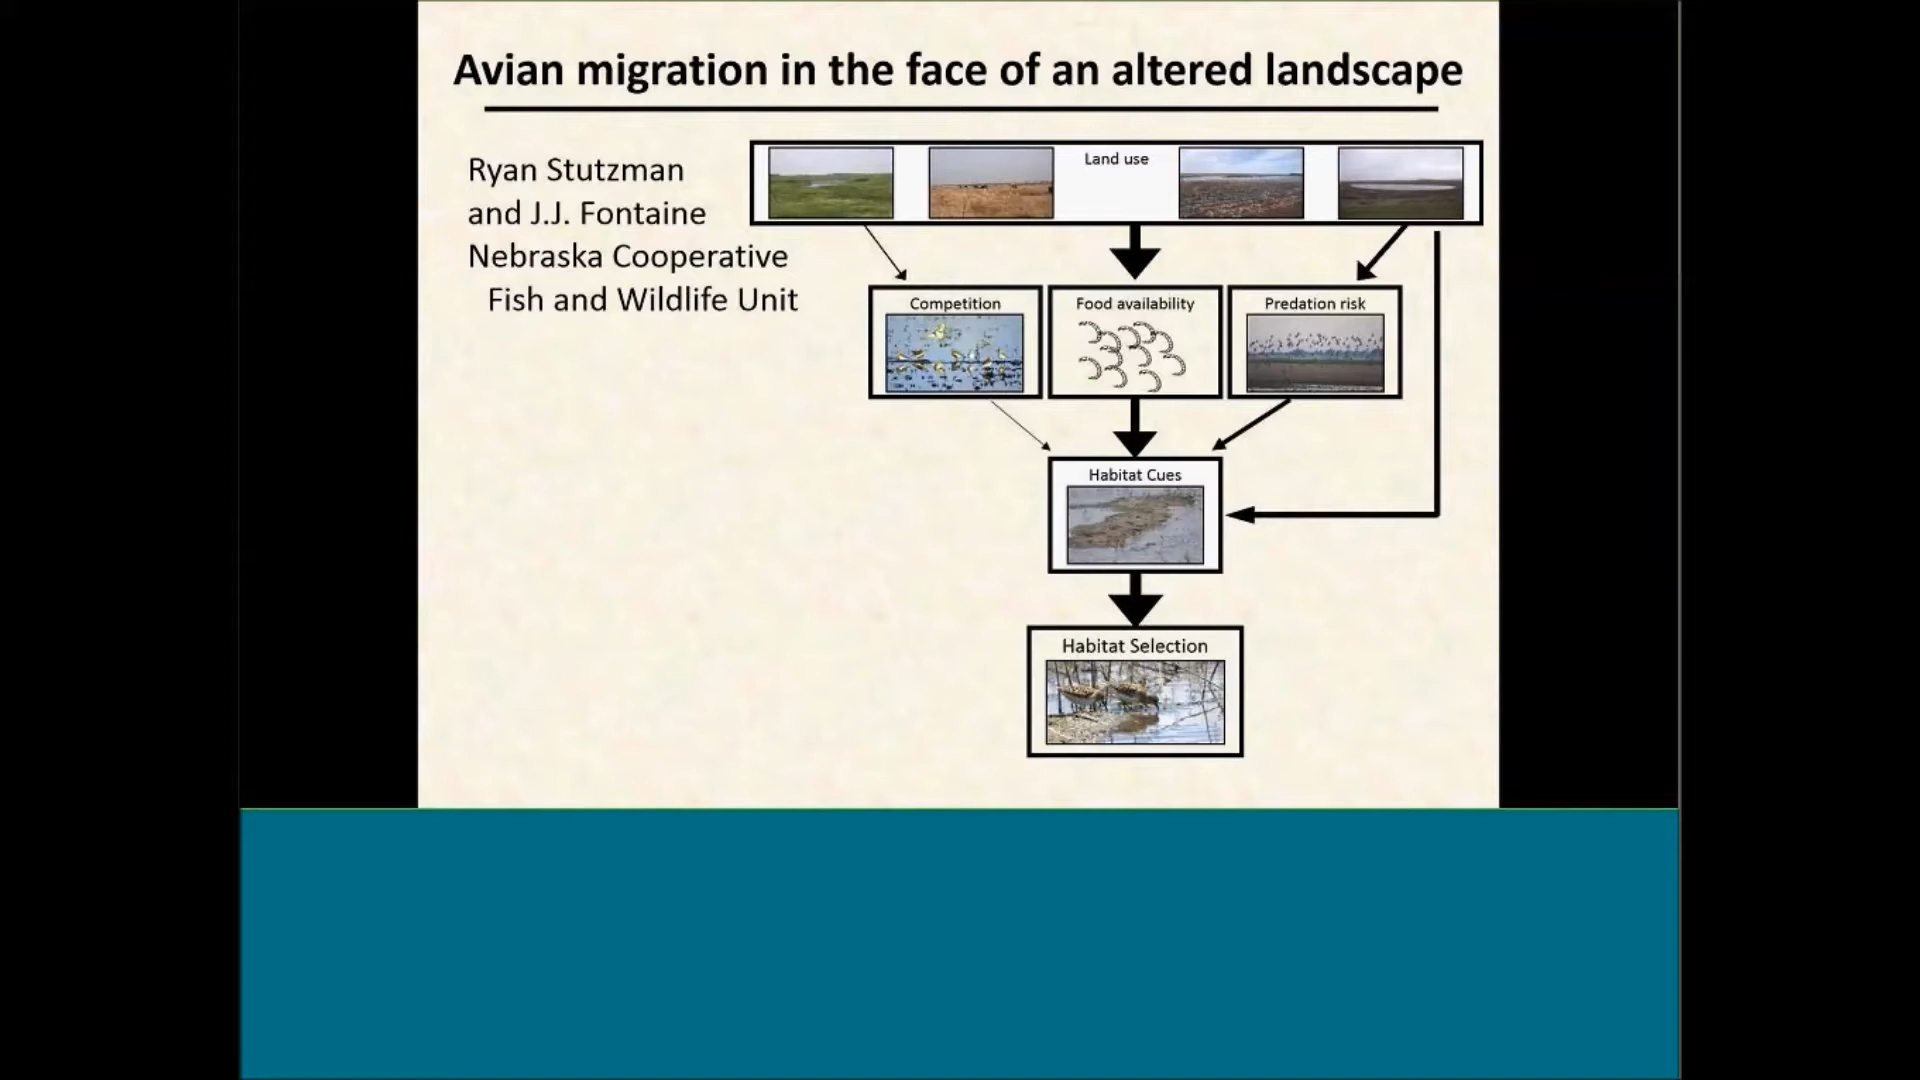 Avian migration in the face of an altered landscape
Ryan Stutzman
and J.J. Fontaine
Nebraska Cooperative
Fish and Wildlife Unit
Land use
Competition
Food availability
Predation risk
Habitat Cues
Habitat Selection